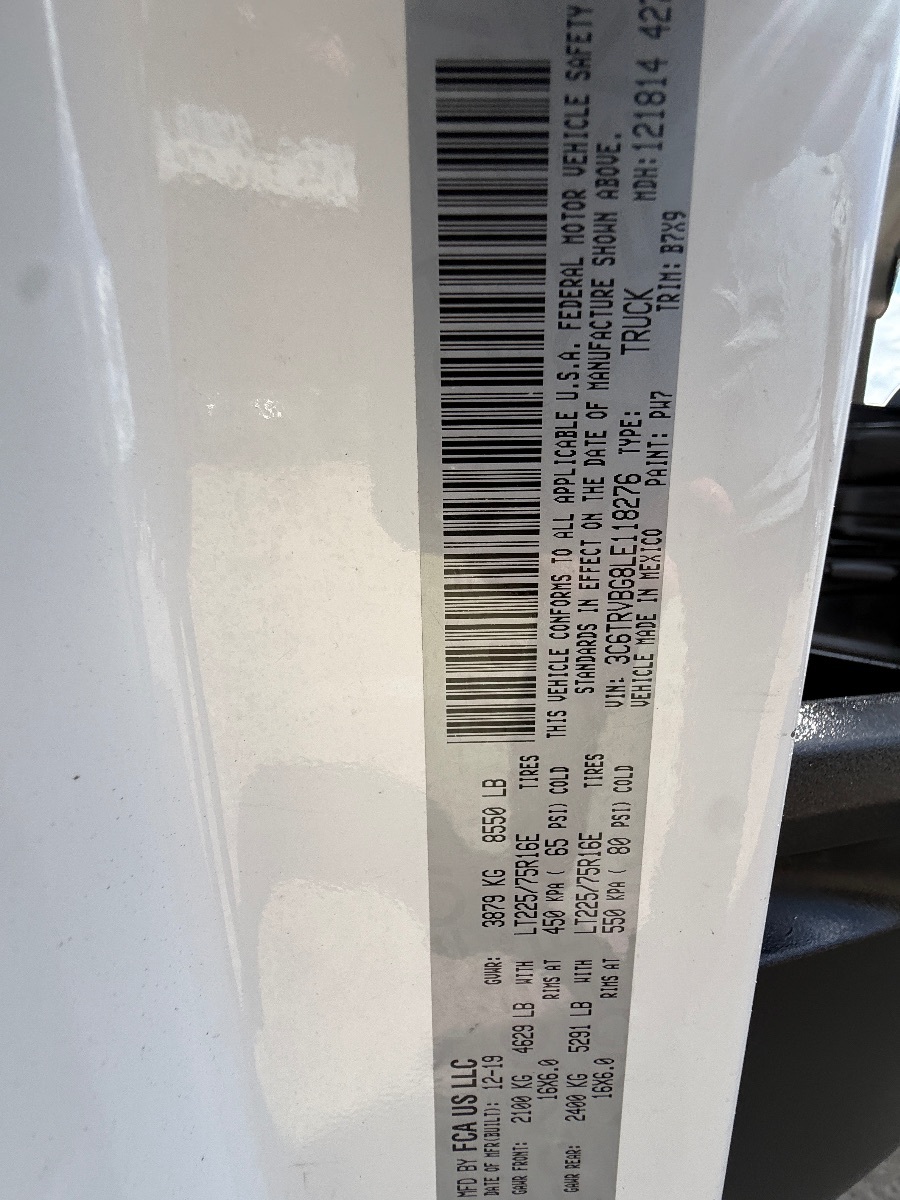 MFD BY FCA US LLC
DATE OF MFR(BUILT): 12-19 GVWR: 3879 KG 8550 LB
GAWR FRONT: 2100 KG 4629 LB WITH LT225/75R16E TIRES
16X6.0 RIMS AT 450 KPA ( 65 PSI) COLD
GAWR REAR: 2400 KG 5291 LB WITH LT225/75R16E TIRES
16X6.0 RIMS AT 550 KPA ( 80 PSI) COLD
THIS VEHICLE CONFORMS TO ALL APPLICABLE U.S.A. FEDERAL MOTOR VEHICLE SAFETY
STANDARDS IN EFFECT ON THE DATE OF MANUFACTURE SHOWN ABOVE.
VIN: 3C6TRVBG8LE118276 TYPE: TRUCK MDH: 121814 427
VEHICLE MADE IN MEXICO PAINT: PW7 TRIM: B7X9